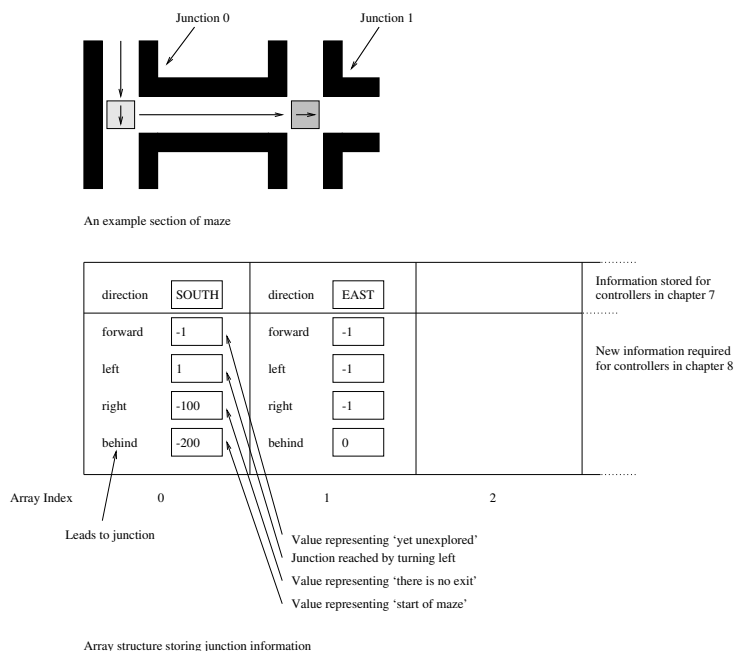 Junction 0 Junction 1
An example section of maze
direction SOUTH direction EAST Information stored for
controllers in chapter 7
forward -1 forward -1
New information required
left 1 left -1 for controllers in chapter 8
right -100 right -1
behind -200 behind 0
Array Index 0 1 2
Leads to junction
Value representing ‘yet unexplored’
Junction reached by turning left
Value representing ‘there is no exit’
Value representing ‘start of maze’
Array structure storing junction information